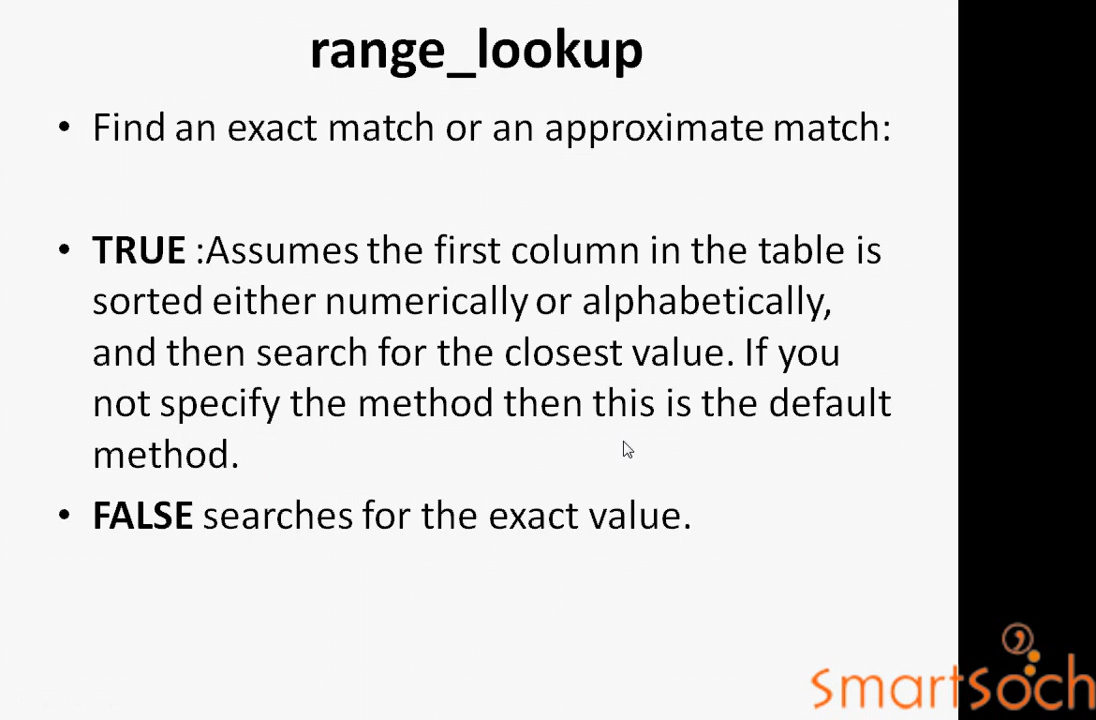 range_lookup
• Find an exact match or an approximate match:
• TRUE :Assumes the first column in the table is
sorted either numerically or alphabetically,
and then search for the closest value. If you
not specify the method then this is the default
method.
• FALSE searches for the exact value.
SmartSoch